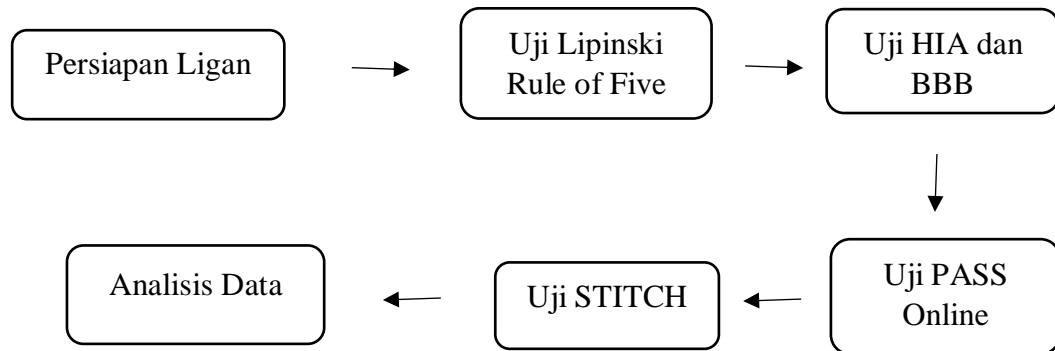 Persiapan Ligan
Uji Lipinski
Rule of Five
Uji HIA dan
BBB
Uji PASS
Online
Uji STITCH
Analisis Data